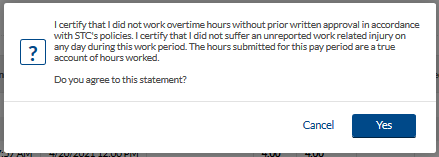 I certify that I did not work overtime hours without prior written approval in accordance
with STC's policies. I certify that I did not suffer an unreported work related injury on
any day during this work period. The hours submitted for this pay period are a true
account of hours worked.
Do you agree to this statement?
?
Cancel Yes
4/20/2021 12:00 PM 4.00 4.00